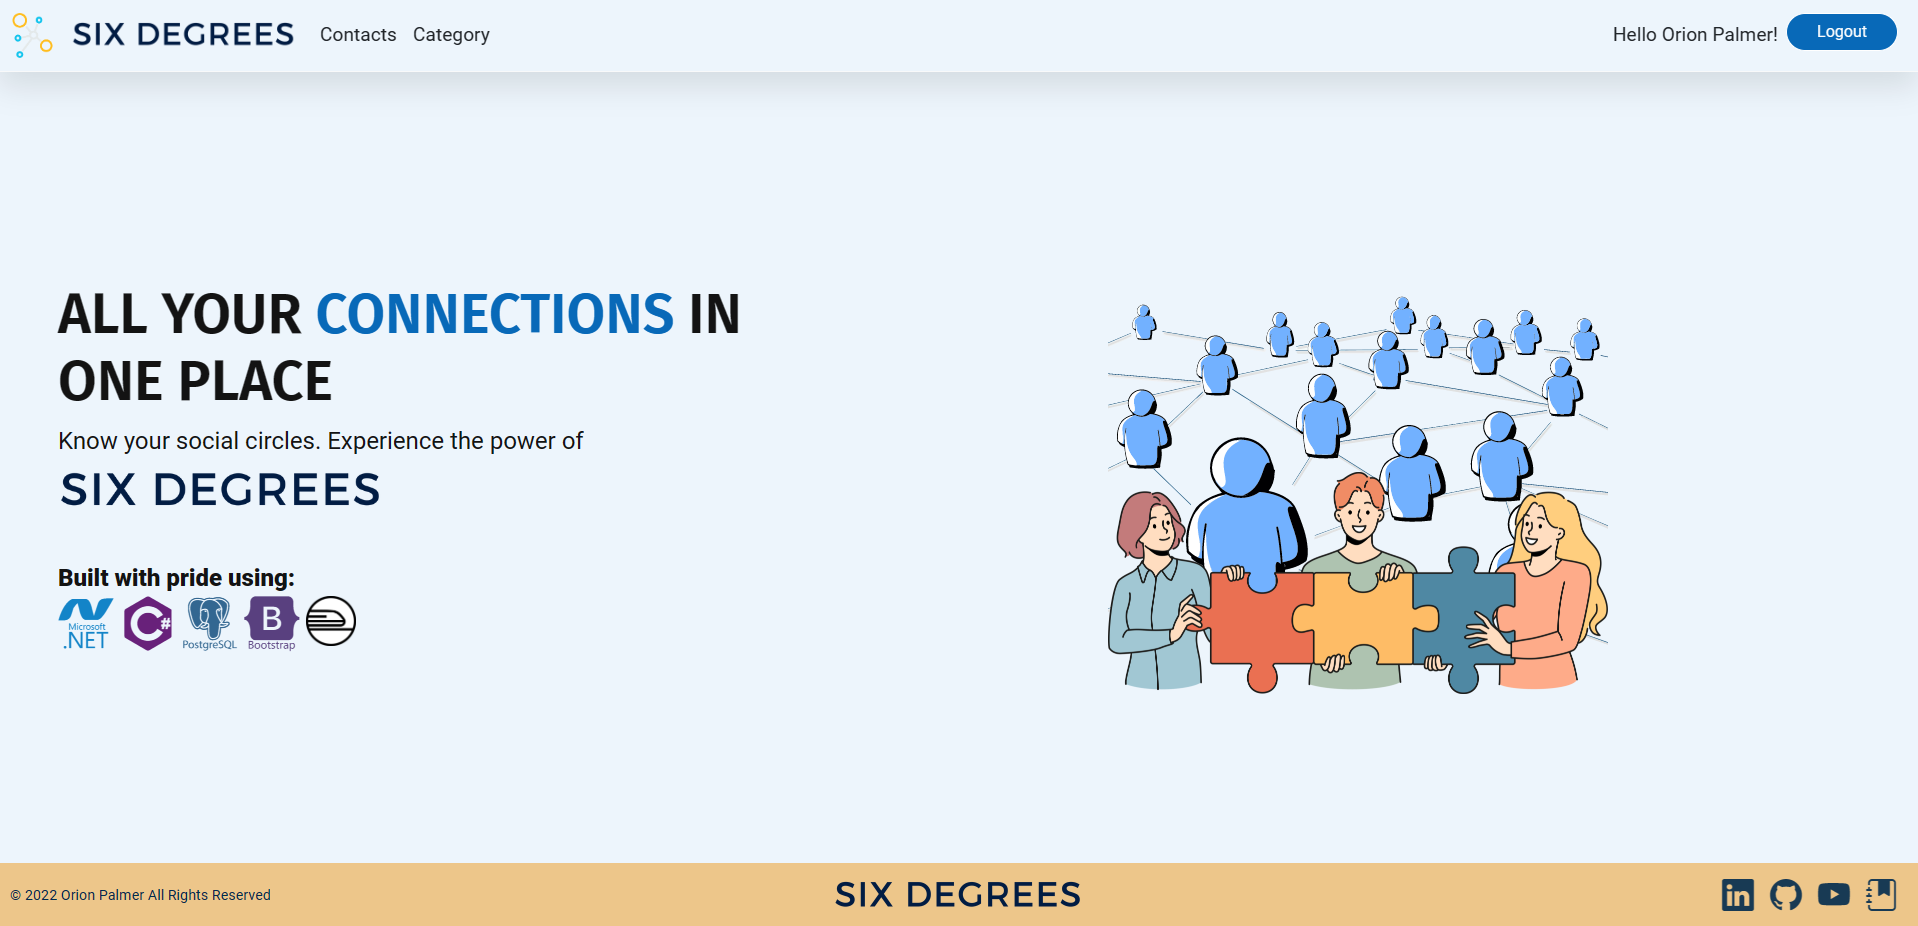 SIX DEGREES Contacts Category Hello Orion Palmer! Logout
ALL YOUR CONNECTIONS IN
ONE PLACE
Know your social circles. Experience the power of
SIX DEGREES
Built with pride using:
Microsoft
.NET
C#
PostgreSQL
B
Bootstrap
© 2022 Orion Palmer All Rights Reserved
SIX DEGREES
in